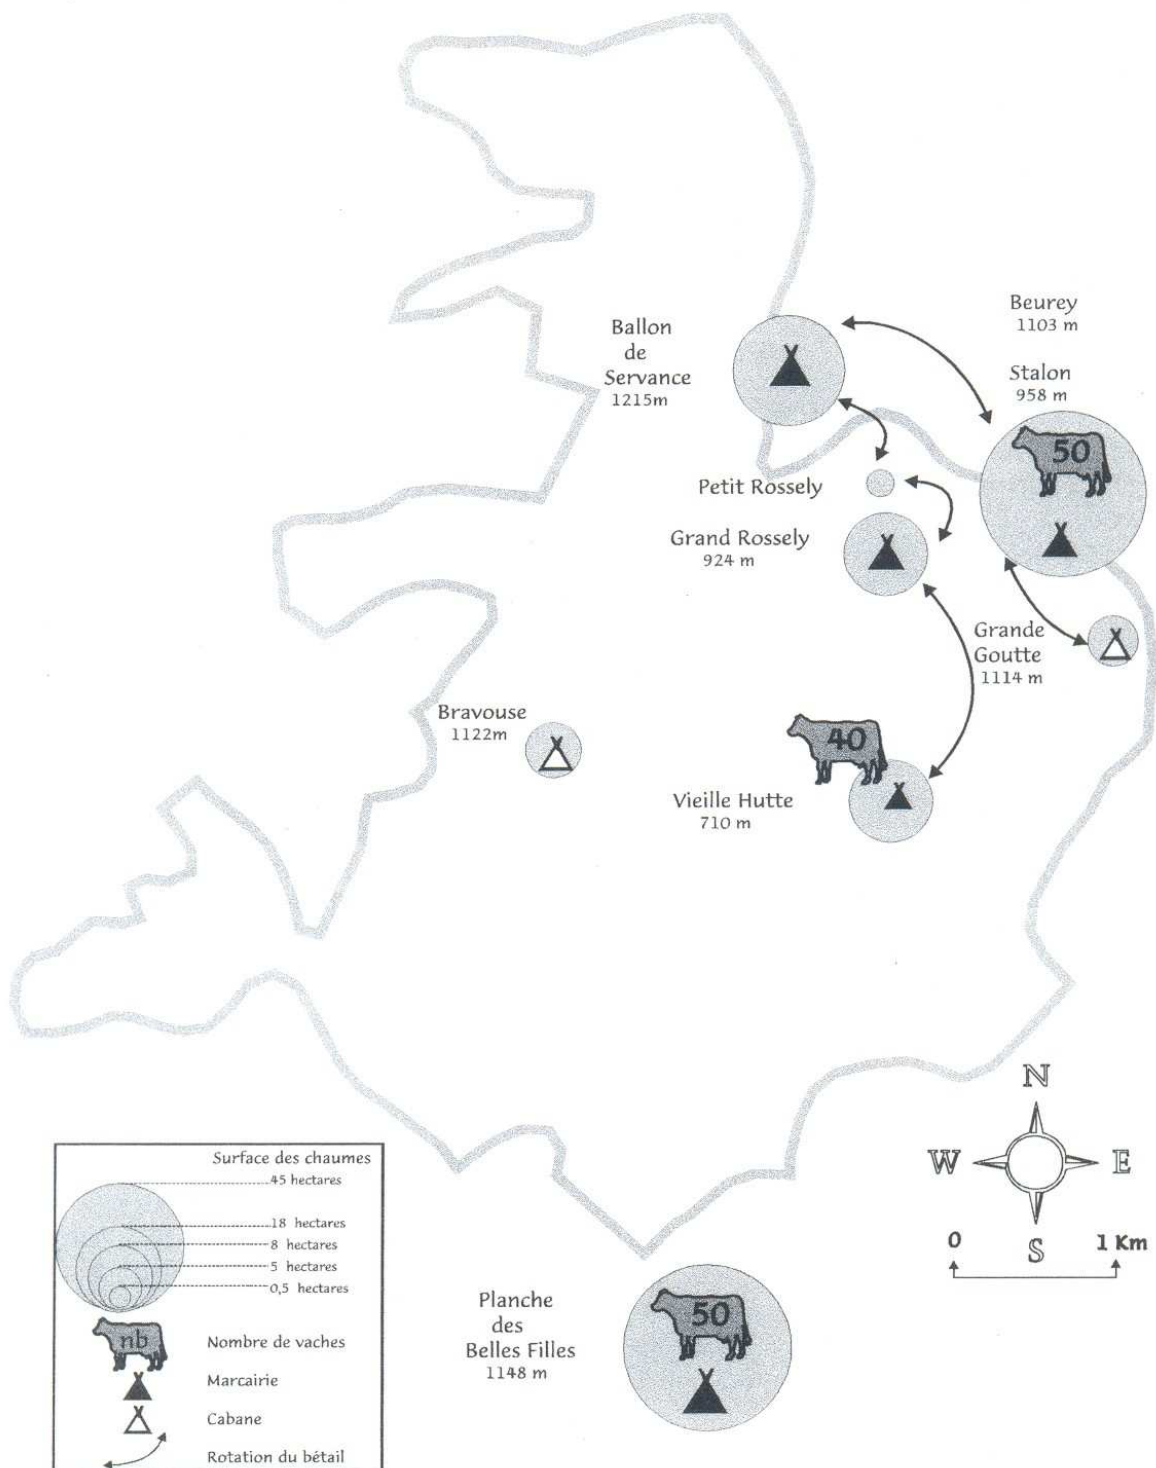 Beurey
1103 m
Ballon
de
Servance
1215m
Stalon
958 m
50
Petit Rossely
Grand Rossely
924 m
Grande
Goutte
1114 m
Bravouse
1122m
40
Vieille Hutte
710 m
N
W E
S
0 1 Km
Surface des chaumes
45 hectares
18 hectares
8 hectares
5 hectares
0,5 hectares
nb Nombre de vaches
Marcairie
Cabane
Rotation du bétail
Planche
des
Belles Filles
1148 m
50